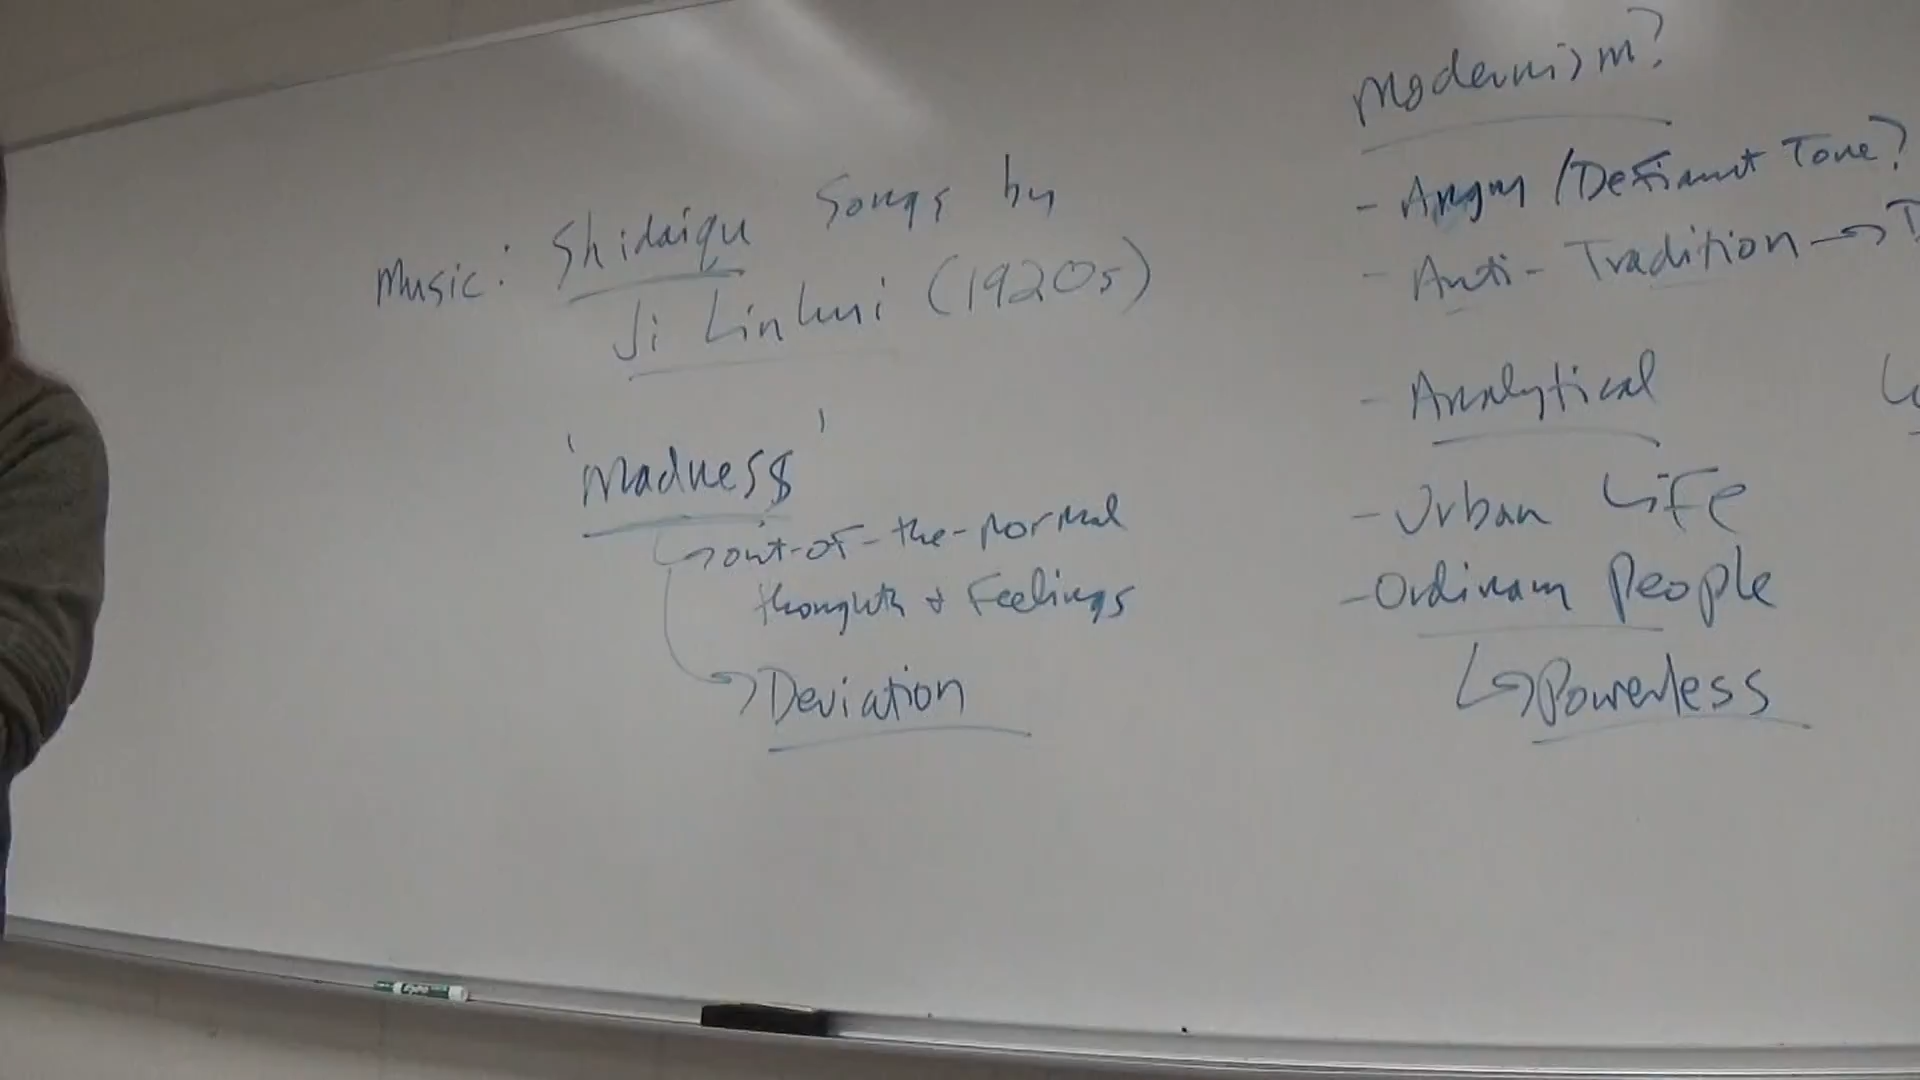 Music: Shidaiqu Songs by
Ji Linhui (1920s)
'Madness'
out-of-the-normal
thoughts & Feelings
Deviation
Modernism?
- Angry / Defiant Tone?
- Anti-Tradition
- Analytical
- Urban Life
- Ordinary People
Powerless